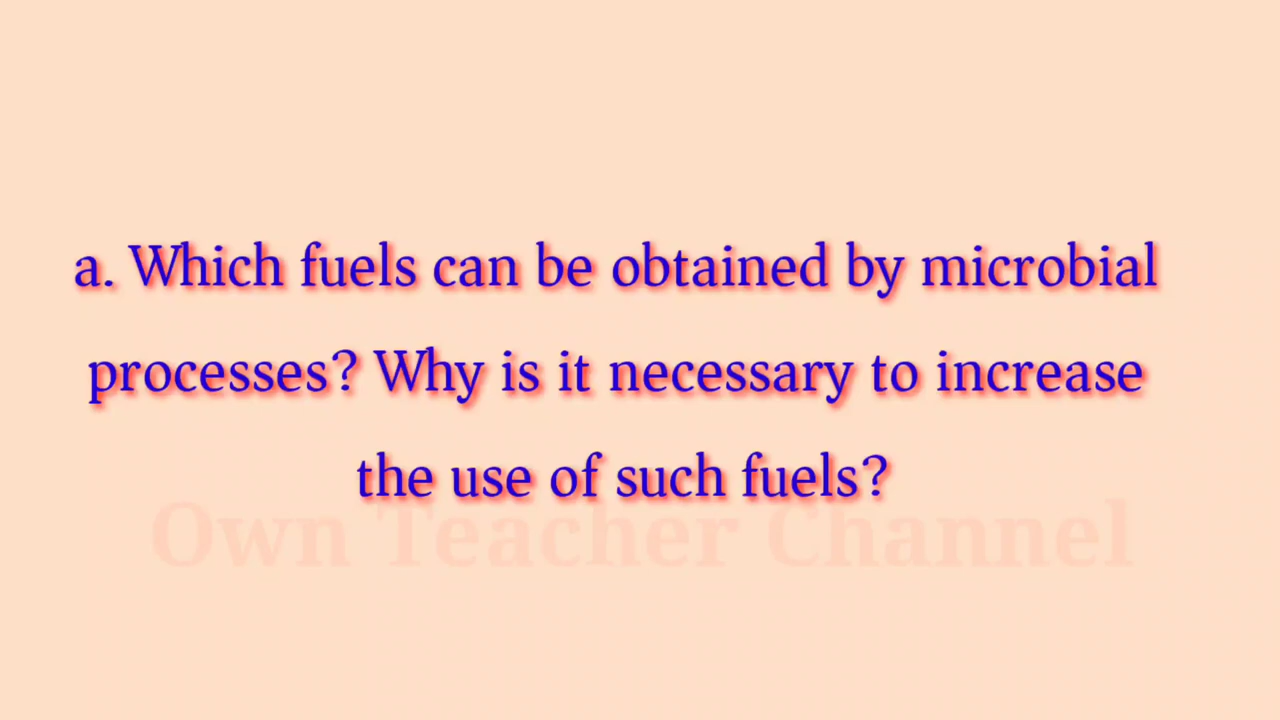 a. Which fuels can be obtained by microbial
processes? Why is it necessary to increase
the use of such fuels?
Own Teacher Channel